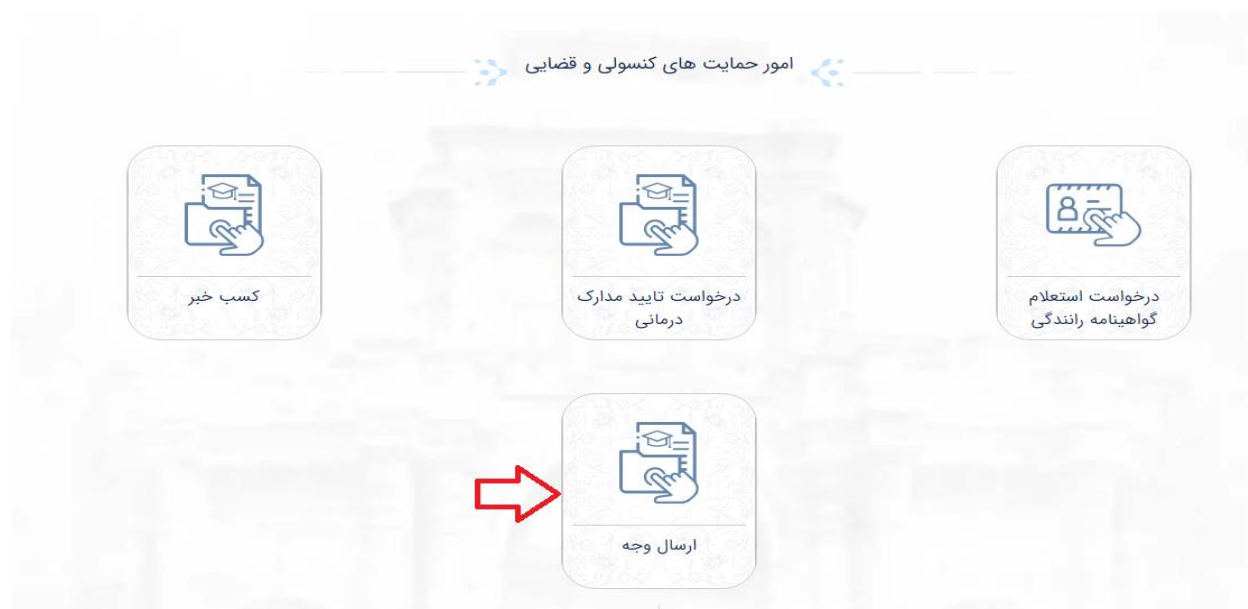 امور حمایت های کنسولی و قضایی
درخواست استعلام
گواهینامه رانندگی
درخواست تایید مدارک
درمانی
کسب خبر
ارسال وجه